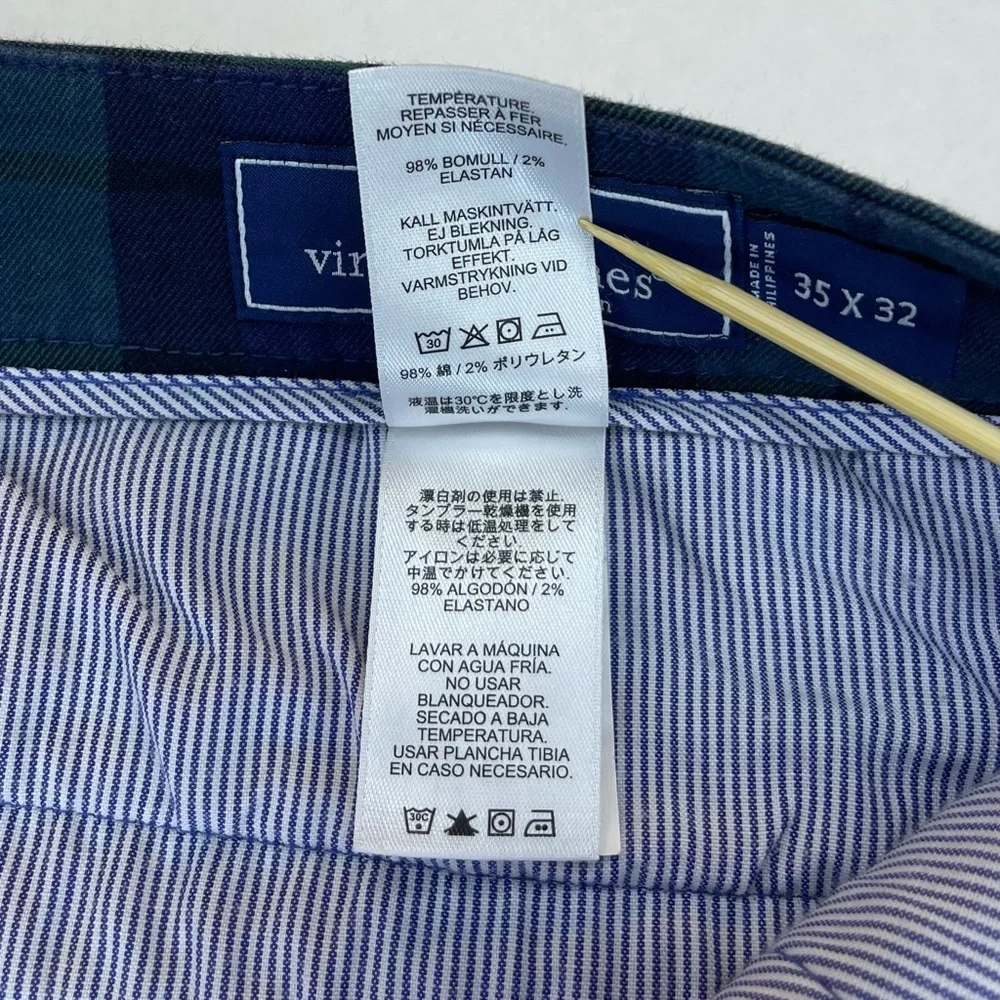 TEMPÉRATURE.
REPASSER À FER
MOYEN SI NÉCESSAIRE.
98% BOMULL / 2%
ELASTAN
KALL MASKINTVÄTT.
EJ BLEKNING.
TORKTUMLA PÅ LÅG
EFFEKT.
VARMSTRYKNING VID
BEHOV.
30
98% 綿 / 2% ポリウレタン
液温は30℃を限度とし洗
濯機洗いができます.
漂白剤の使用は禁止.
タンブラー乾燥機を使用
する時は低温処理をして
ください.
アイロンは必要に応じて
中温でかけてください.
98% ALGODÓN / 2%
ELASTANO
LAVAR A MÁQUINA
CON AGUA FRÍA.
NO USAR
BLANQUEADOR.
SECADO A BAJA
TEMPERATURA.
USAR PLANCHA TIBIA
EN CASO NECESARIO.
30C
MADE IN
PHILIPPINES
35 X 32